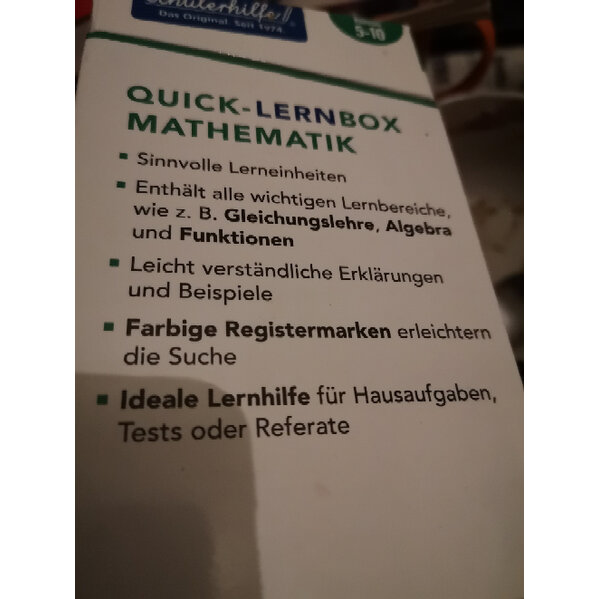 Schülerhilfe!
Das Original. Seit 1974
5-10
QUICK-LERNBOX
MATHEMATIK
▪ Sinnvolle Lerneinheiten
▪ Enthält alle wichtigen Lernbereiche,
wie z. B. Gleichungslehre, Algebra
und Funktionen
▪ Leicht verständliche Erklärungen
und Beispiele
▪ Farbige Registermarken erleichtern
die Suche
▪ Ideale Lernhilfe für Hausaufgaben,
Tests oder Referate